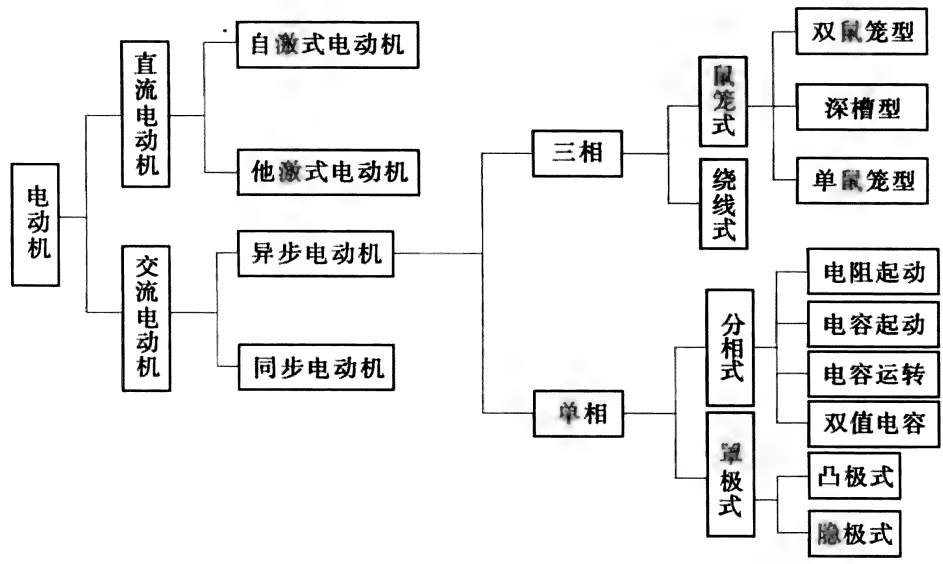 电动机
直流电动机
自激式电动机
他激式电动机
交流电动机
异步电动机
同步电动机
三相
鼠笼式
双鼠笼型
深槽型
单鼠笼型
绕线式
单相
分相式
电阻起动
电容起动
电容运转
双值电容
罩极式
凸极式
隐极式